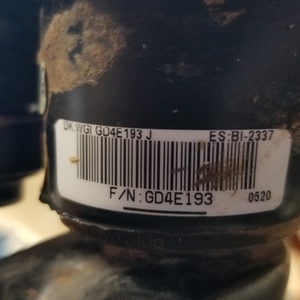 DK:WGI GD4E193 J ES:BI-2337
F/N:GD4E193 0520